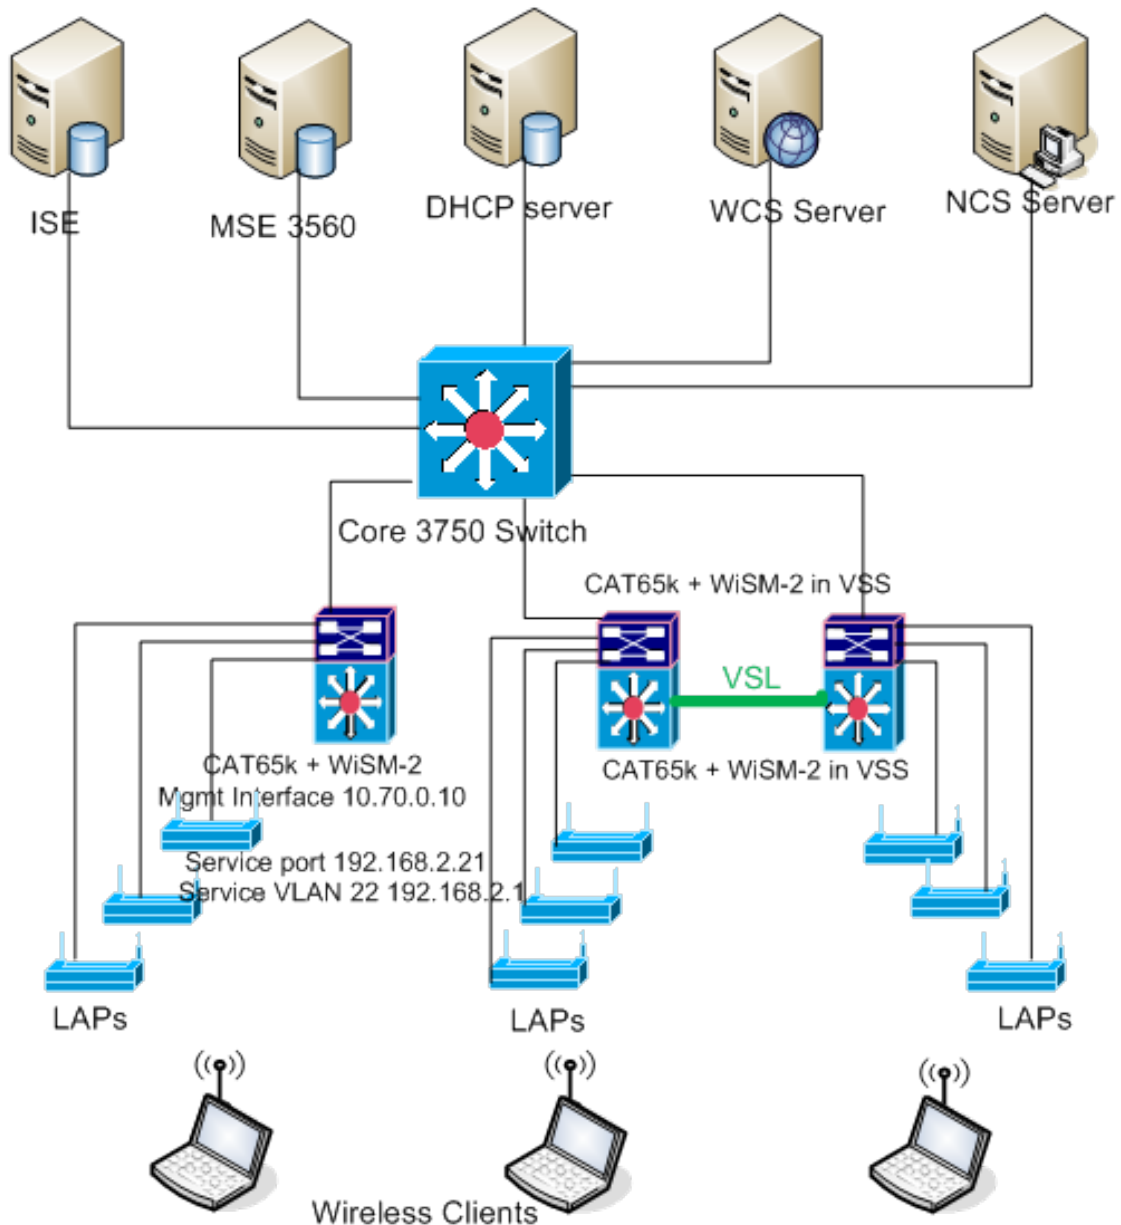 ISE
MSE 3560
DHCP server
WCS Server
NCS Server
Core 3750 Switch
CAT65k + WiSM-2 in VSS
VSL
CAT65k + WiSM-2
Mgmt Interface 10.70.0.10
CAT65k + WiSM-2 in VSS
Service port 192.168.2.21
Service VLAN 22 192.168.2.1
LAPs
LAPs
LAPs
Wireless Clients